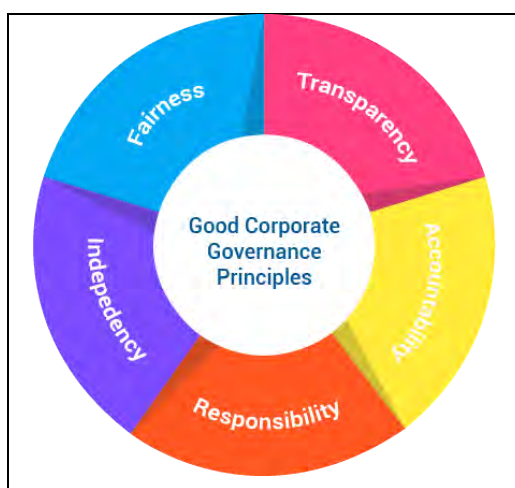 Fairness
Transparency
Good Corporate
Governance
Principles
Accountability
Indepedency
Responsibility